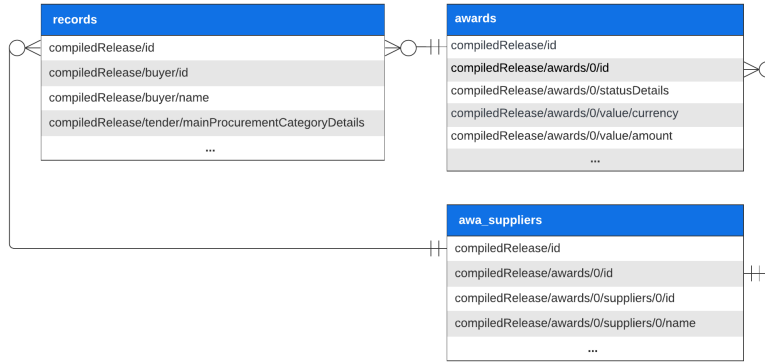 records
compiledRelease/id
compiledRelease/buyer/id
compiledRelease/buyer/name
compiledRelease/tender/mainProcurementCategoryDetails
...
awards
compiledRelease/id
compiledRelease/awards/0/id
compiledRelease/awards/0/statusDetails
compiledRelease/awards/0/value/currency
compiledRelease/awards/0/value/amount
...
awa_suppliers
compiledRelease/id
compiledRelease/awards/0/id
compiledRelease/awards/0/suppliers/0/id
compiledRelease/awards/0/suppliers/0/name
...